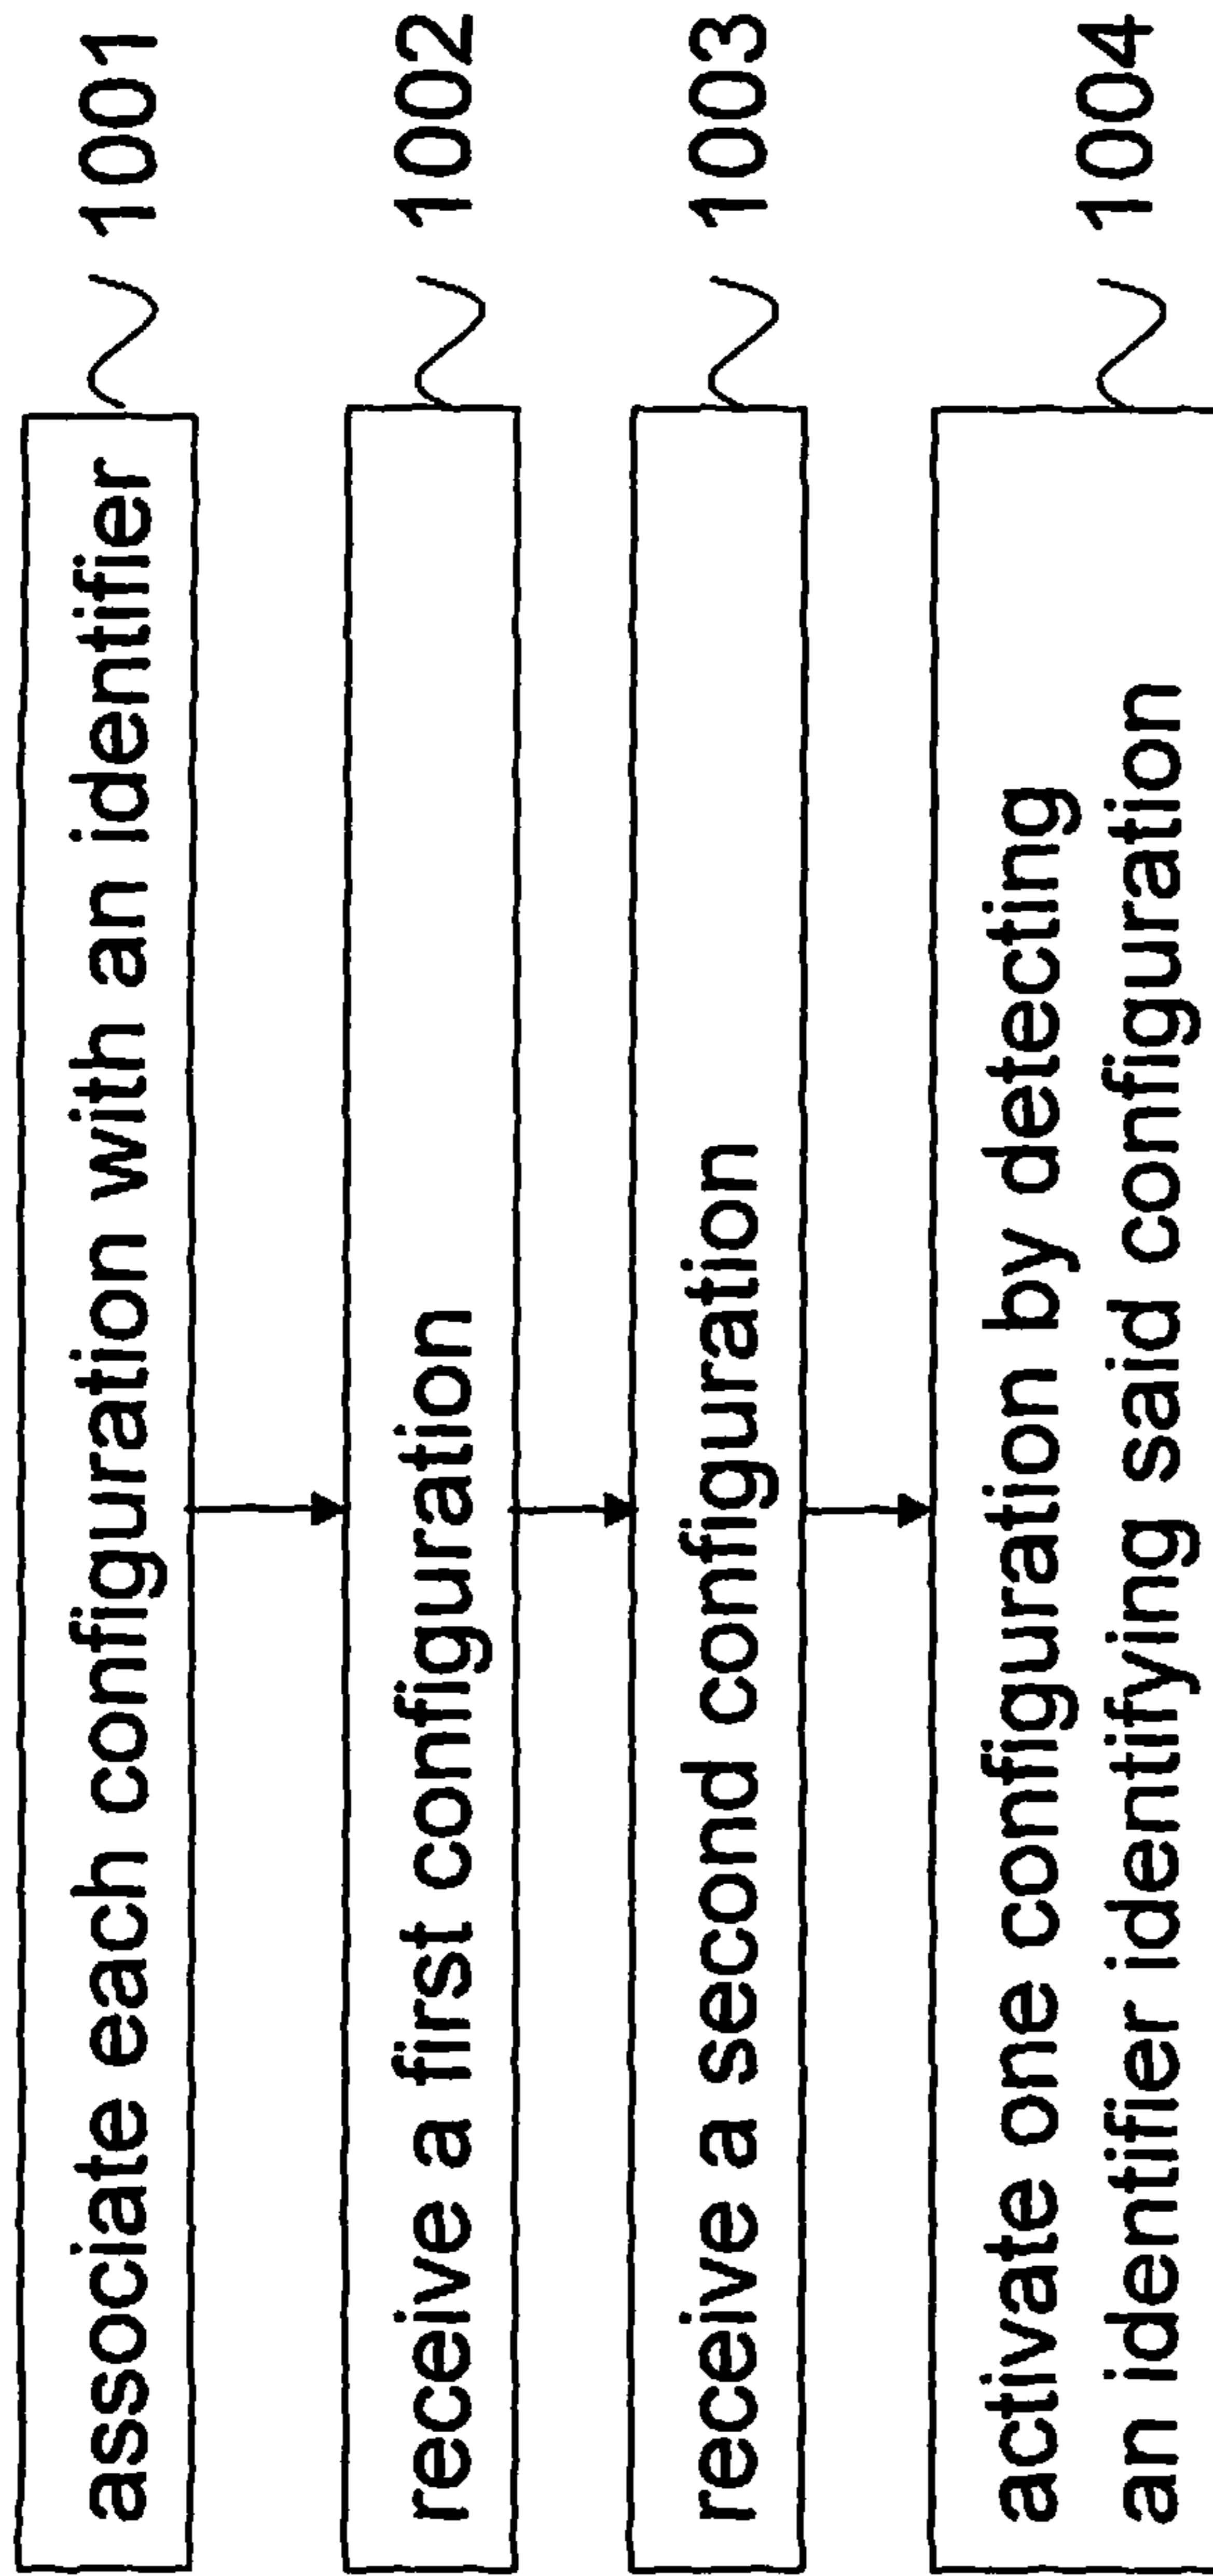 associate each configuration with an identifier
1001
receive a first configuration
1002
receive a second configuration
1003
activate one configuration by detecting
an identifier identifying said configuration
1004